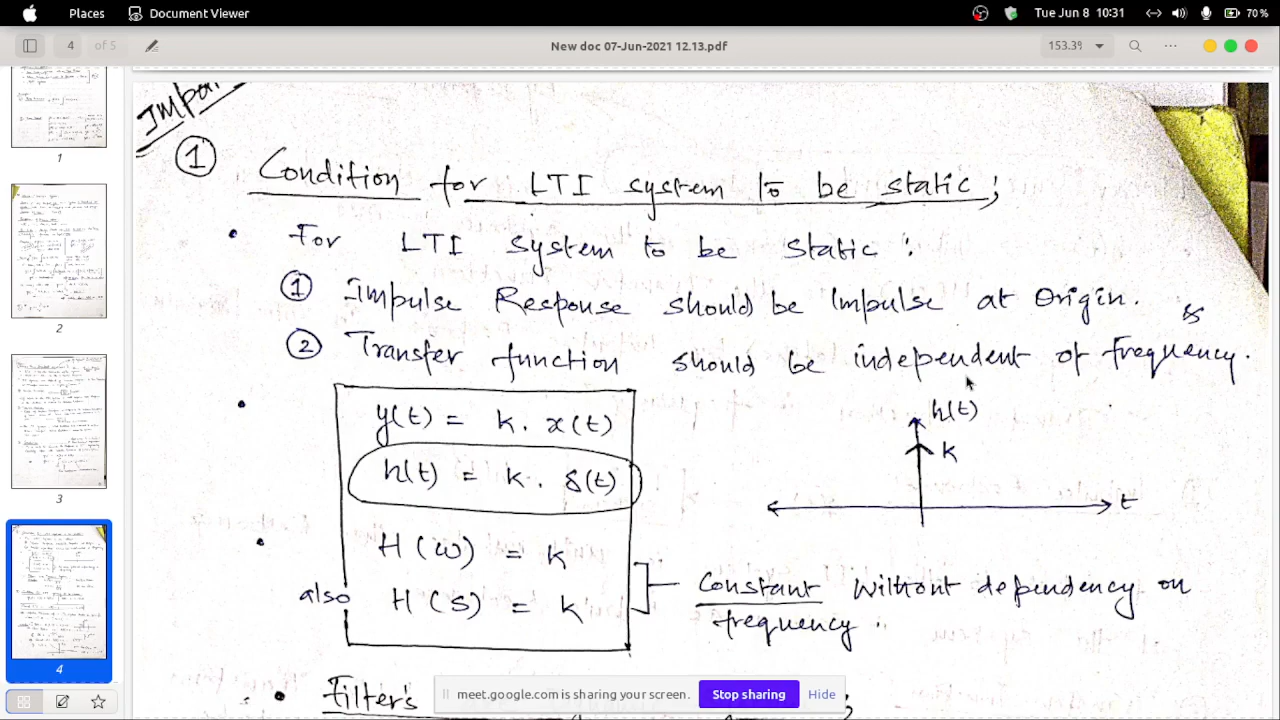 Places
Document Viewer
Tue Jun 8 10:31
70 %
4 of 5
New doc 07-Jun-2021 12.13.pdf
153.3%
1
2
3
4
①
Condition for LTI system to be static;
• For LTI system to be static :
① Impulse Response should be Impulse at Origin.
② Transfer function should be independent of frequency.
y(t) = k. x(t)
h(t) = k. δ(t)
H(ω) = k
also H(s) = k
h(t)
k
t
Constant without dependency on
frequency.
• Filters
meet.google.com is sharing your screen.
Stop sharing
Hide